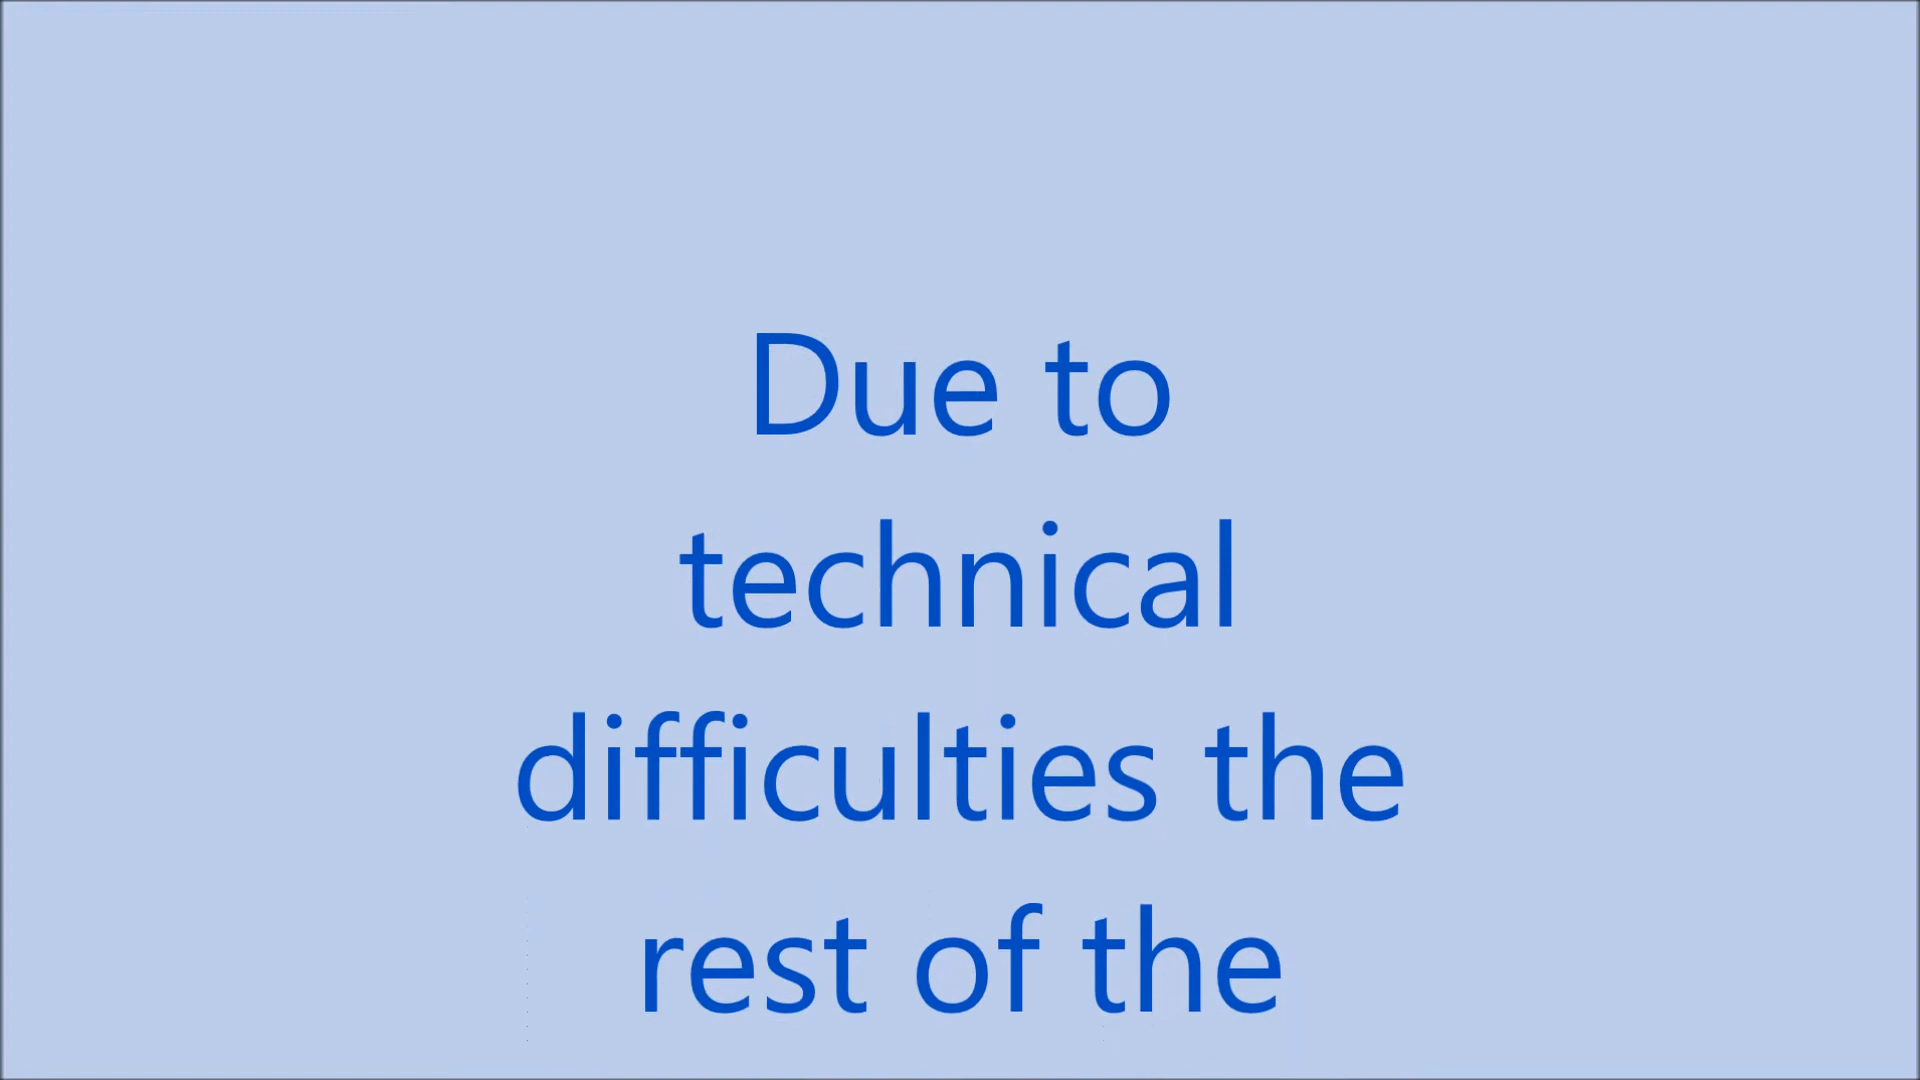 Due to
technical
difficulties the
rest of the